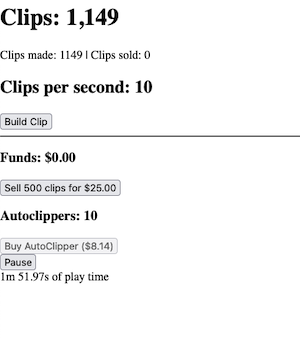 Clips: 1,149
Clips made: 1149 | Clips sold: 0
Clips per second: 10
Build Clip
Funds: $0.00
Sell 500 clips for $25.00
Autoclippers: 10
Buy AutoClipper ($8.14)
Pause
1m 51.97s of play time